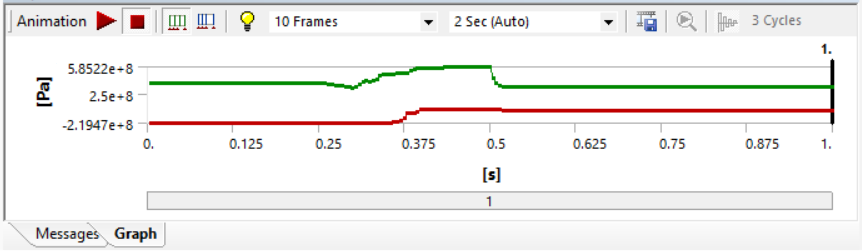 Animation 10 Frames 2 Sec (Auto) 3 Cycles
1.
5.8522e+8
[Pa]
2.5e+8
-2.1947e+8
0. 0.125 0.25 0.375 0.5 0.625 0.75 0.875 1.
[s]
1
Messages Graph